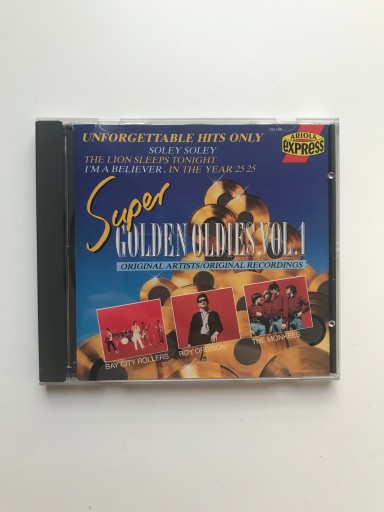 UNFORGETTABLE HITS ONLY
SOLEY SOLEY
THE LION SLEEPS TONIGHT
I'M A BELIEVER, IN THE YEAR 25 25
ARIOLA
EXPRESS
Super
GOLDEN OLDIES VOL.1
ORIGINAL ARTISTS/ORIGINAL RECORDINGS
BAY CITY ROLLERS
ROY ORBISON
THE MONKEES